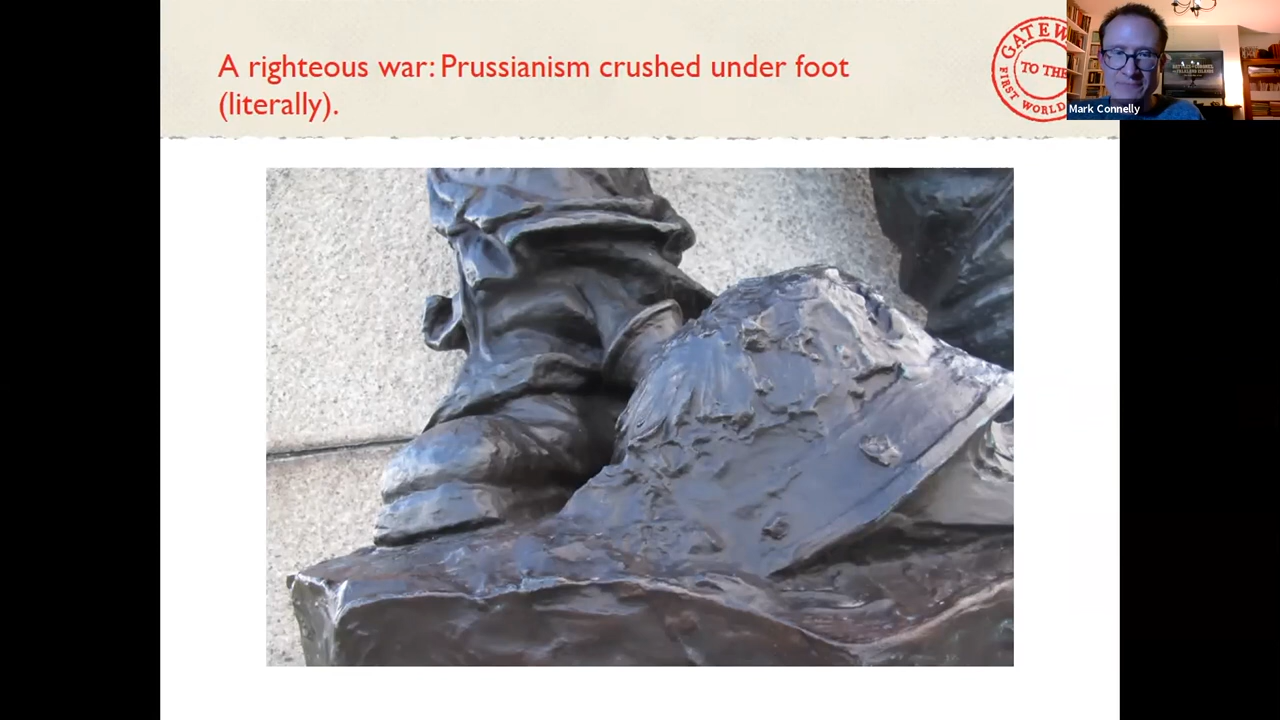 A righteous war: Prussianism crushed under foot
(literally).
GATEW
TO THE
FIRST WORLD
Mark Connelly